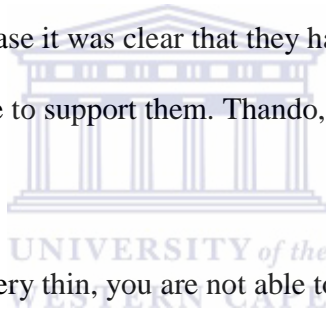 ase it was clear that they ha
e to support them. Thando,
UNIVERSITY of the
ery thin, you are not able to
WESTERN CAPE